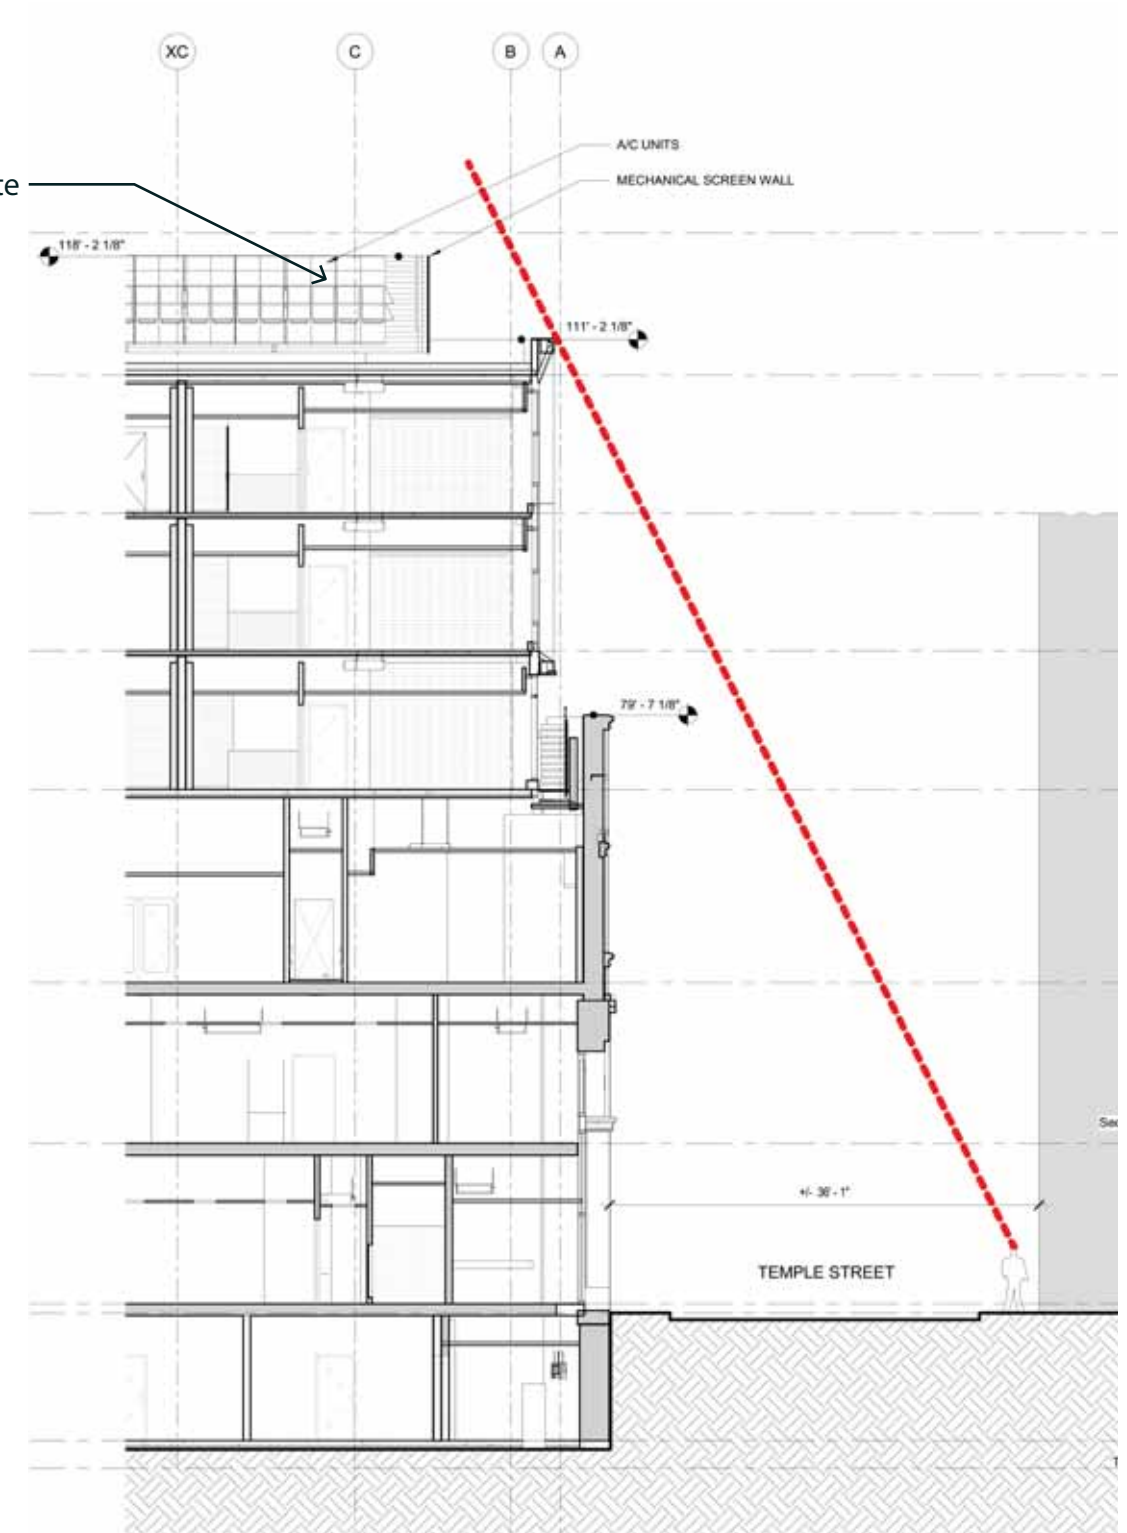 XC
C
B
A
A/C UNITS
MECHANICAL SCREEN WALL
118' - 2 1/8"
111' - 2 1/8"
79' - 7 1/8"
+/- 36' - 1"
TEMPLE STREET